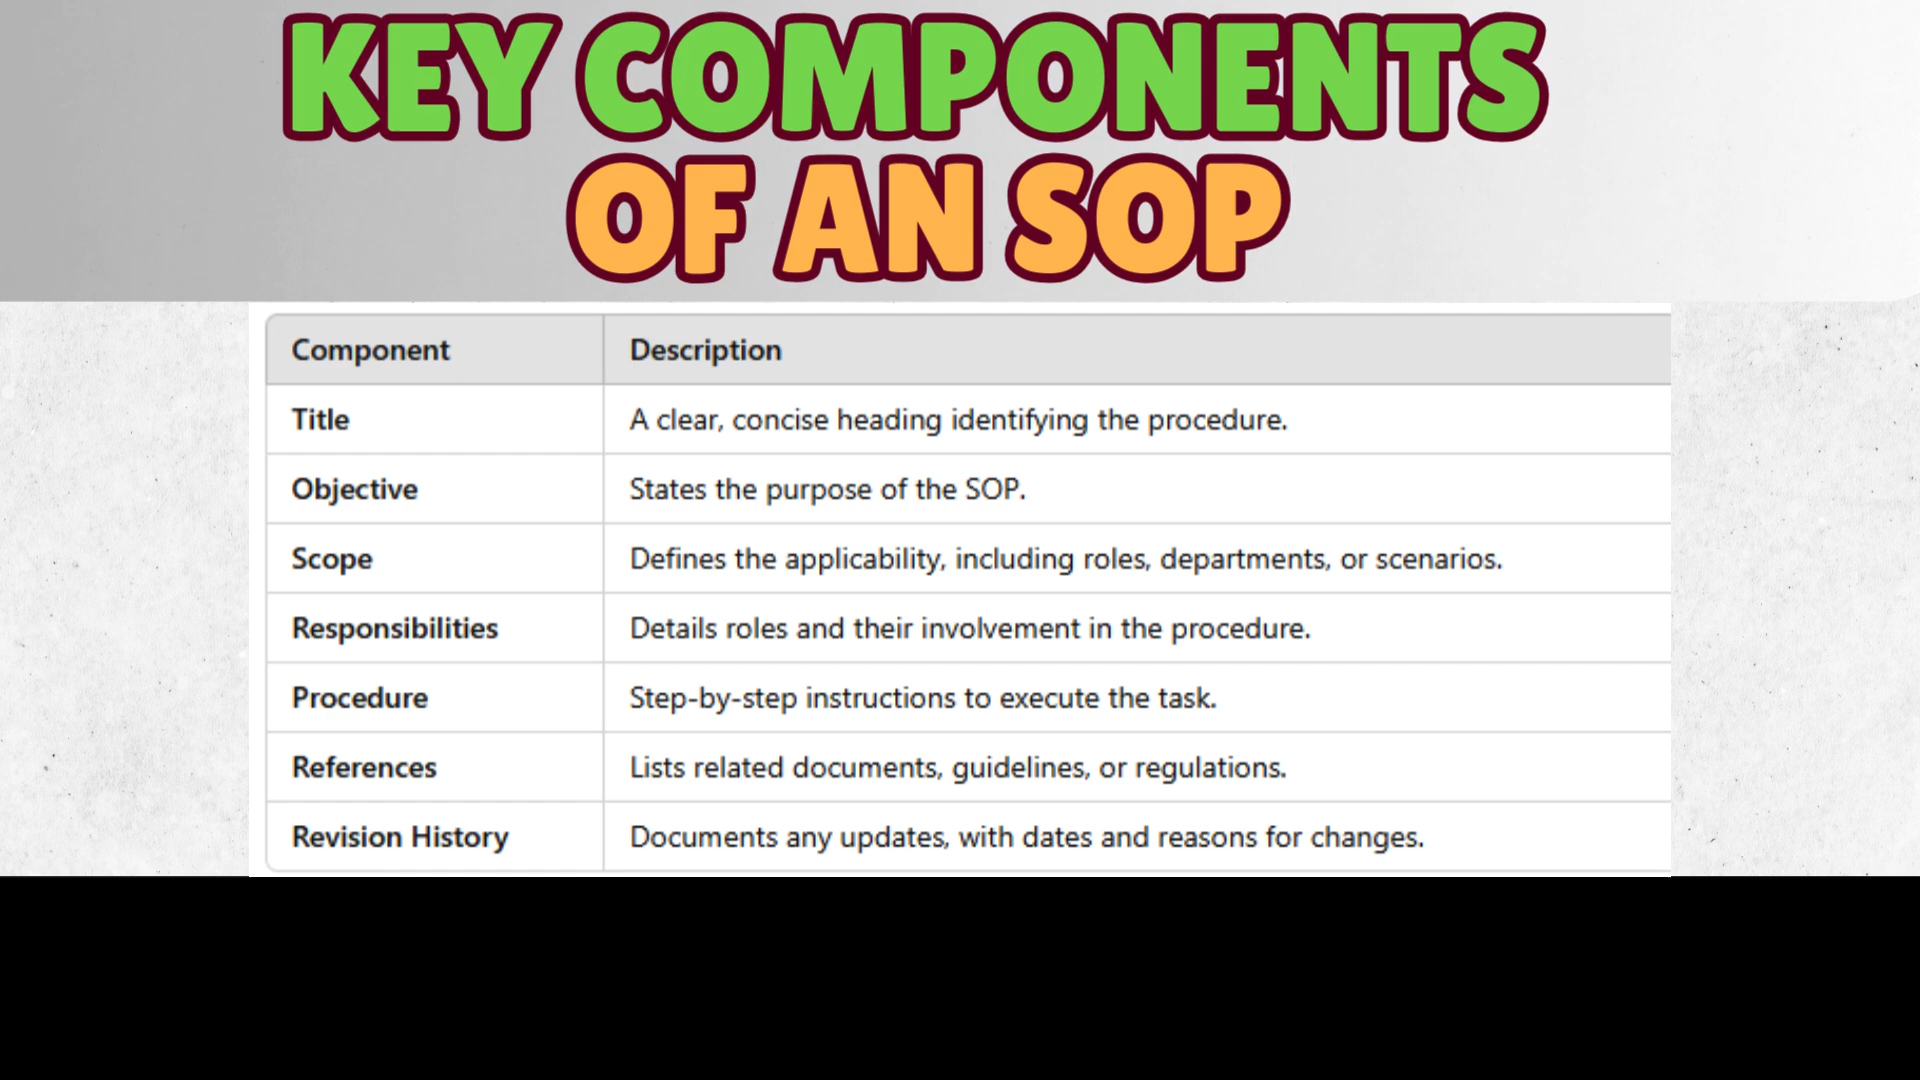 KEY COMPONENTS
OF AN SOP
Component Description
Title A clear, concise heading identifying the procedure.
Objective States the purpose of the SOP.
Scope Defines the applicability, including roles, departments, or scenarios.
Responsibilities Details roles and their involvement in the procedure.
Procedure Step-by-step instructions to execute the task.
References Lists related documents, guidelines, or regulations.
Revision History Documents any updates, with dates and reasons for changes.